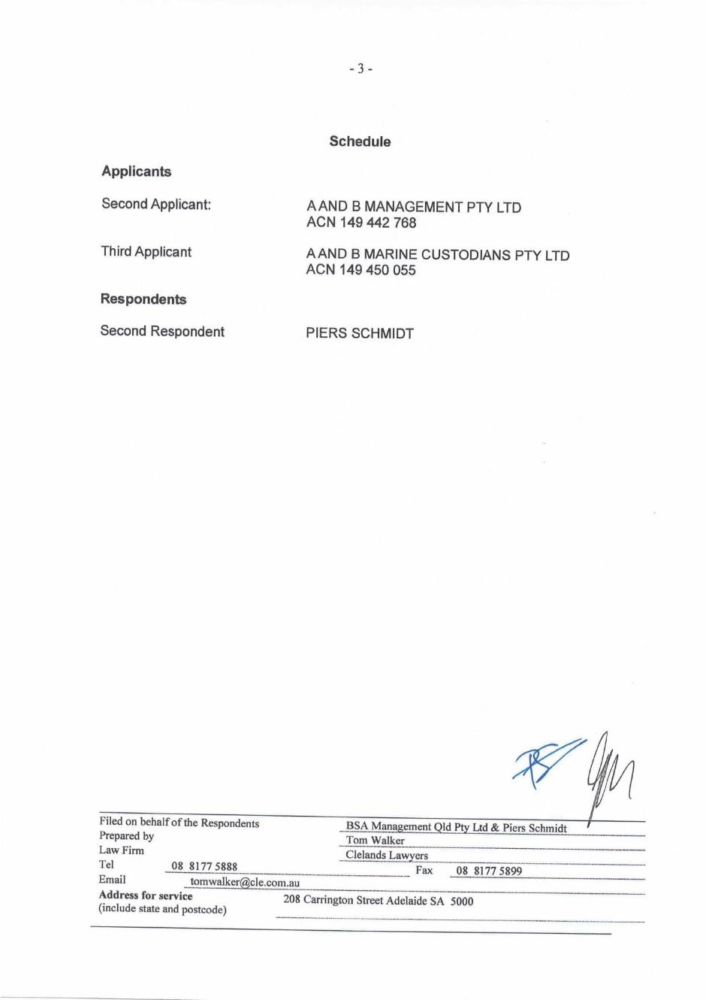 - 3 -
Schedule
Applicants
Second Applicant: A AND B MANAGEMENT PTY LTD
ACN 149 442 768
Third Applicant A AND B MARINE CUSTODIANS PTY LTD
ACN 149 450 055
Respondents
Second Respondent PIERS SCHMIDT
Filed on behalf of the Respondents BSA Management Qld Pty Ltd & Piers Schmidt
Prepared by Tom Walker
Law Firm Clelands Lawyers
Tel 08 8177 5888 Fax 08 8177 5899
Email tomwalker@cle.com.au
Address for service 208 Carrington Street Adelaide SA 5000
(include state and postcode)